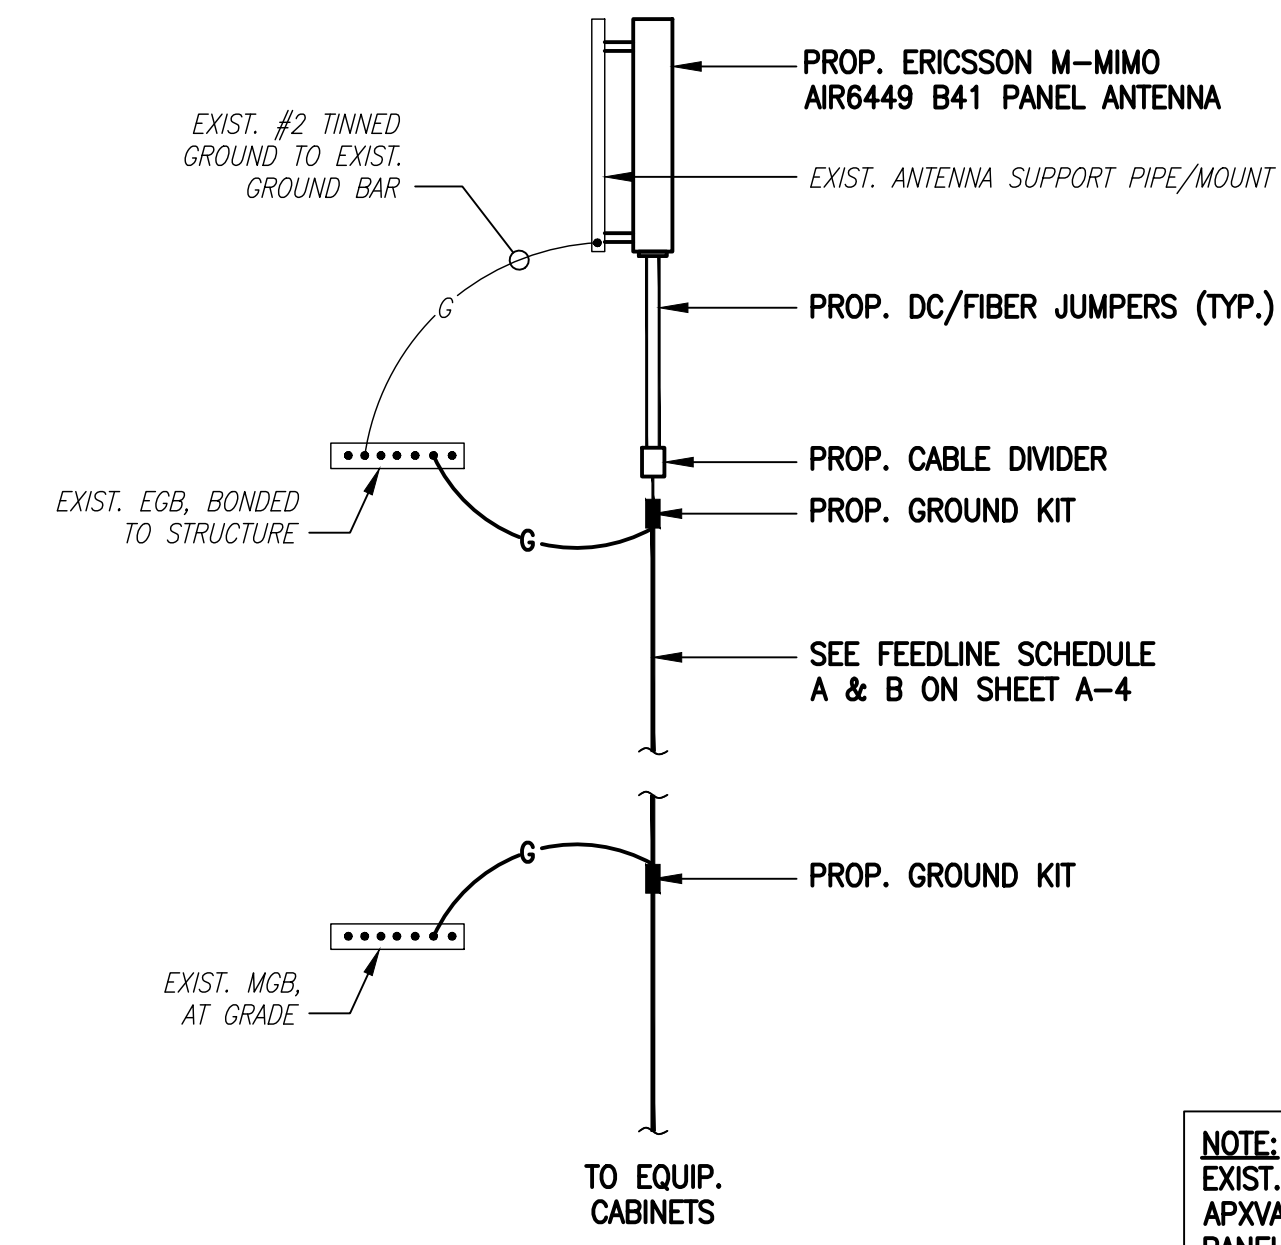 PROP. ERICSSON M-MIMO
AIR6449 B41 PANEL ANTENNA
EXIST. #2 TINNED
GROUND TO EXIST.
GROUND BAR
EXIST. ANTENNA SUPPORT PIPE/MOUNT
G
PROP. DC/FIBER JUMPERS (TYP.)
PROP. CABLE DIVIDER
EXIST. EGB, BONDED
TO STRUCTURE
PROP. GROUND KIT
G
SEE FEEDLINE SCHEDULE
A & B ON SHEET A-4
G
PROP. GROUND KIT
EXIST. MGB,
AT GRADE
TO EQUIP.
CABINETS
NOTE:
EXIST.
APXVA
PANEL